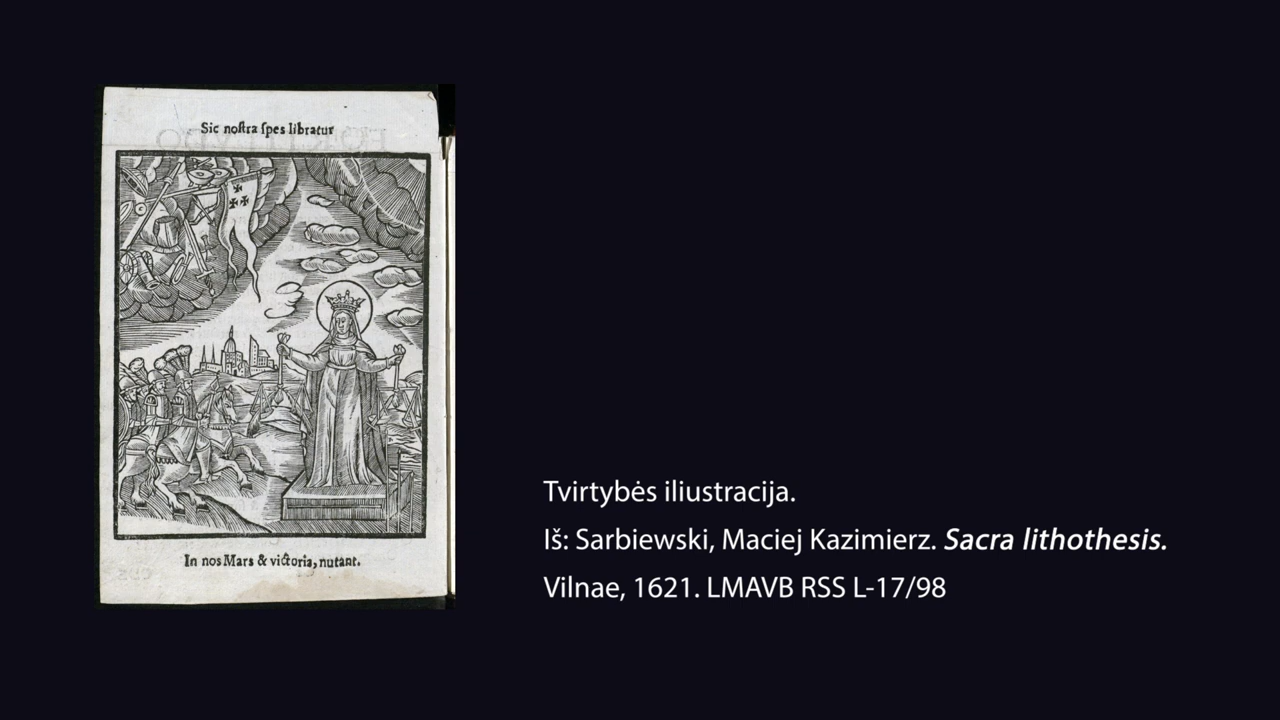 Sic noſtra ſpes libratur
In nos Mars & victoria, nutant.
Tvirtybės iliustracija.
Iš: Sarbiewski, Maciej Kazimierz. Sacra lithothesis.
Vilnae, 1621. LMAVB RSS L-17/98